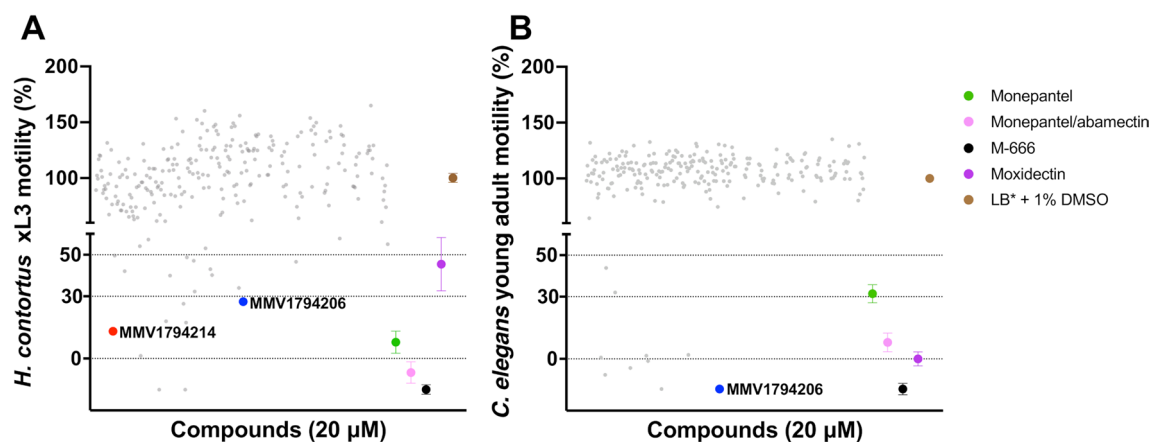 A
H. contortus xL3 motility (%)
200
150
100
50
30
0
MMV1794214
MMV1794206
Compounds (20 µM)
B
C. elegans young adult motility (%)
200
150
100
50
30
0
MMV1794206
Compounds (20 µM)
Monepantel
Monepantel/abamectin
M-666
Moxidectin
LB* + 1% DMSO